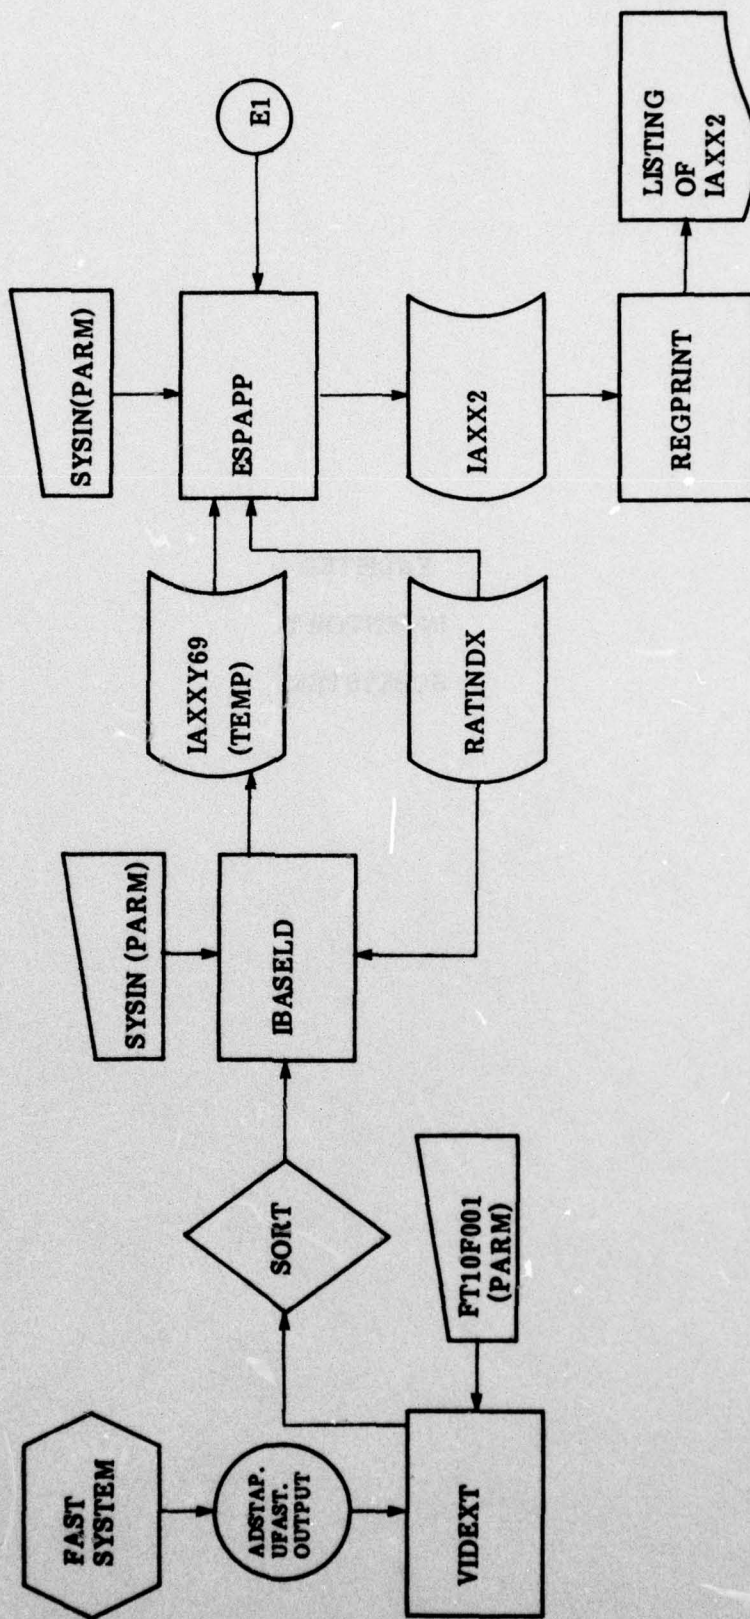 FAST
SYSTEM
ADSTAP.
UFAST.
OUTPUT
VIDEXT
FT10F001
(PARM)
SORT
SYSIN (PARM)
IBASELD
IAXXY69
(TEMP)
RATINDX
SYSIN(PARM)
ESPAPP
E1
IAXX2
REGPRINT
LISTING
OF
IAXX2